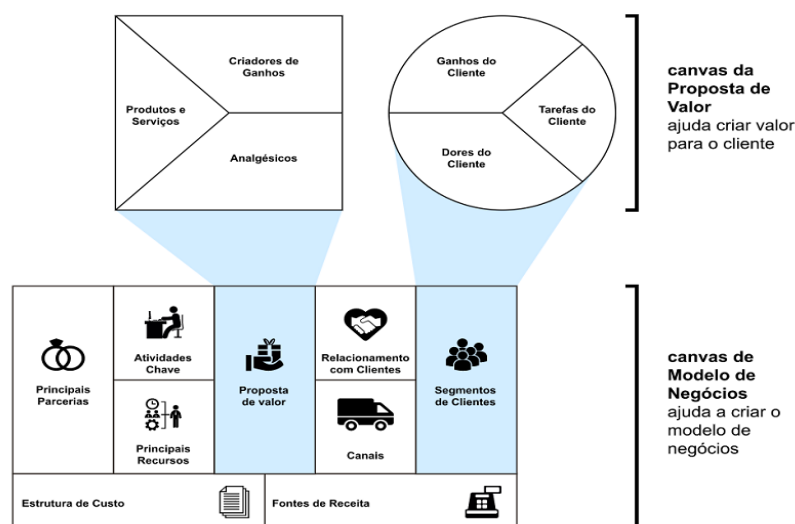 Criadores de
Ganhos
Produtos e
Serviços
Analgésicos
Ganhos do
Cliente
Tarefas do
Cliente
Dores do
Cliente
canvas da
Proposta de
Valor
ajuda criar valor
para o cliente
Principais
Parcerias
Atividades
Chave
Principais
Recursos
Proposta
de valor
Relacionamento
com Clientes
Canais
Segmentos
de Clientes
Estrutura de Custo
Fontes de Receita
canvas de
Modelo de
Negócios
ajuda a criar o
modelo de
negócios